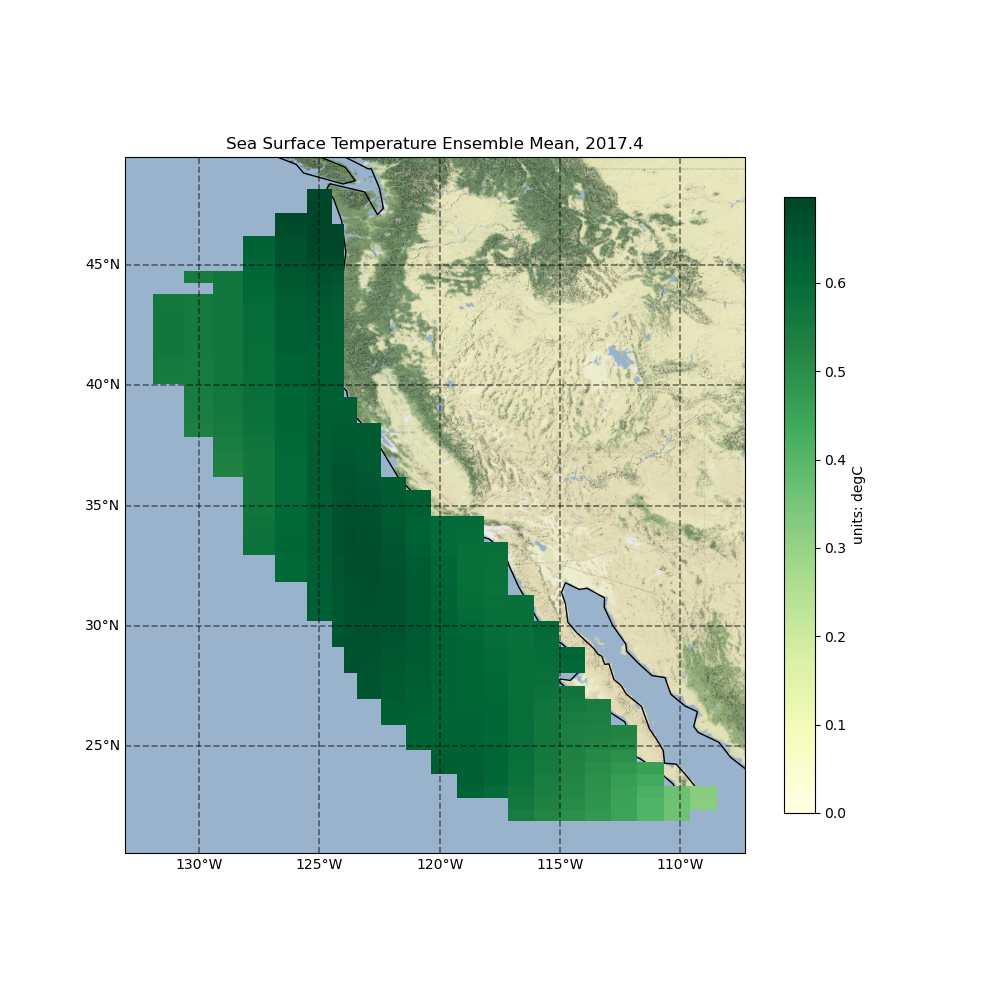 Sea Surface Temperature Ensemble Mean, 2017.4
45°N
40°N
35°N
30°N
25°N
130°W
125°W
120°W
115°W
110°W
0.6
0.5
0.4
0.3
0.2
0.1
0.0
units: degC